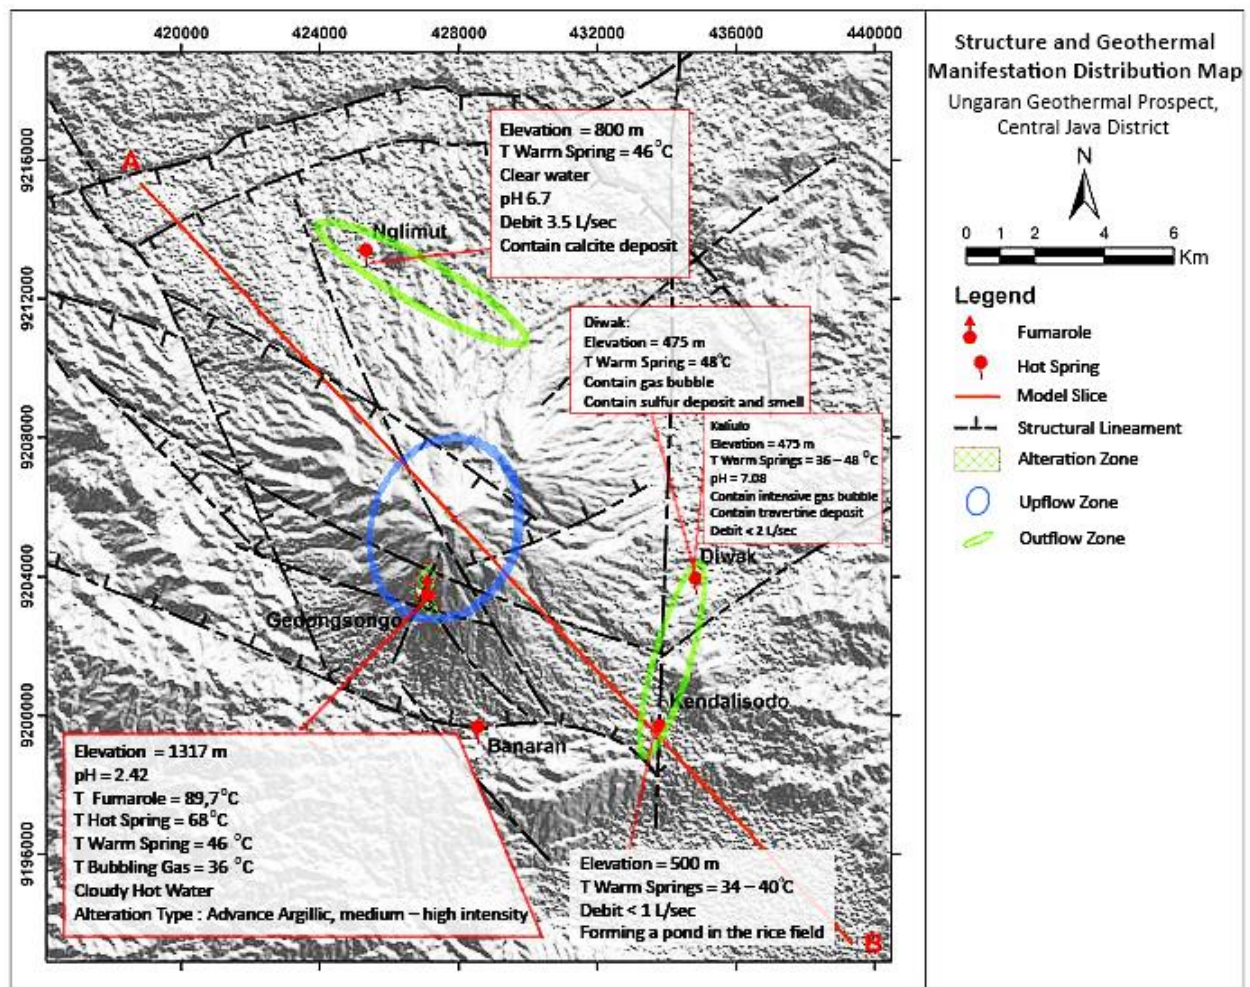 420000 424000 428000 432000 436000 440000
9216000
9212000
9208000
9204000
9200000
9196000
A
Nglimut
Elevation = 800 m
T Warm Spring = 46 °C
Clear water
pH 6.7
Debit 3.5 L/sec
Contain calcite deposit
Diwak:
Elevation = 475 m
T Warm Spring = 48°C
Contain gas bubble
Contain sulfur deposit and smell
Kaliulo
Elevation = 475 m
T Warm Springs = 36 – 48 °C
pH = 7.08
Contain intensive gas bubble
Contain travertine deposit
Debit < 2 L/sec
Diwak
Gedongsongo
Kendalisodo
Banaran
Elevation = 1317 m
pH = 2.42
T Fumarole = 89,7°C
T Hot Spring = 68°C
T Warm Spring = 46 °C
T Bubbling Gas = 36 °C
Cloudy Hot Water
Alteration Type : Advance Argillic, medium – high intensity
Elevation = 500 m
T Warm Springs = 34 – 40°C
Debit < 1 L/sec
Forming a pond in the rice field
B
Structure and Geothermal
Manifestation Distribution Map
Ungaran Geothermal Prospect,
Central Java District
N
0 1 2 4 6
Km
Legend
Fumarole
Hot Spring
Model Slice
Structural Lineament
Alteration Zone
Upflow Zone
Outflow Zone